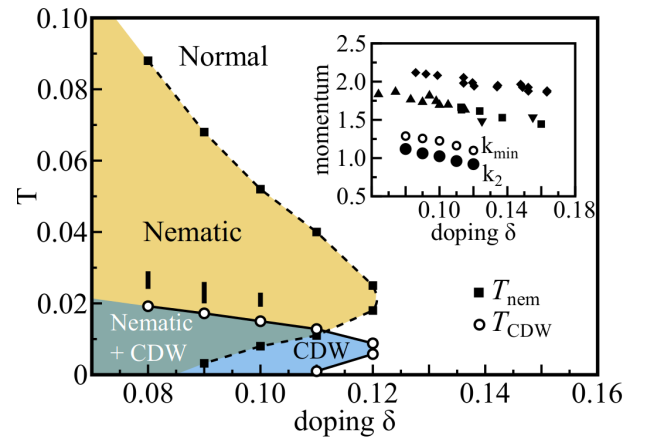 0.10
0.08
0.06
0.04
0.02
0
T
0.08
0.10
0.12
0.14
0.16
doping δ
Normal
Nematic
Nematic
+ CDW
CDW
T_nem
T_CDW
2.5
2.0
1.5
1.0
0.5
momentum
k_min
k_2
0.10
0.14
0.18
doping δ